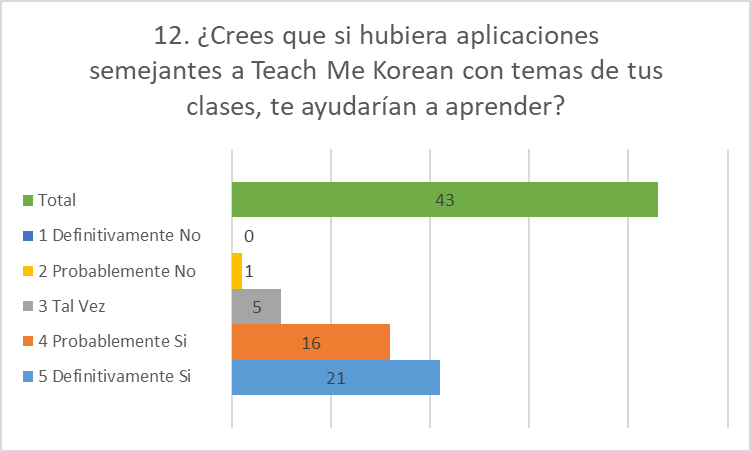 12. ¿Crees que si hubiera aplicaciones
semejantes a Teach Me Korean con temas de tus
clases, te ayudarían a aprender?
Total 43
1 Definitivamente No 0
2 Probablemente No 1
3 Tal Vez 5
4 Probablemente Si 16
5 Definitivamente Si 21